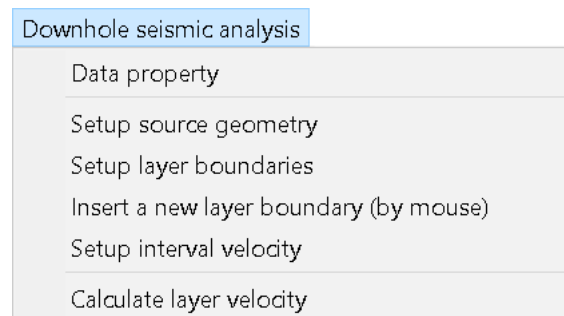 Downhole seismic analysis
Data property
Setup source geometry
Setup layer boundaries
Insert a new layer boundary (by mouse)
Setup interval velocity
Calculate layer velocity